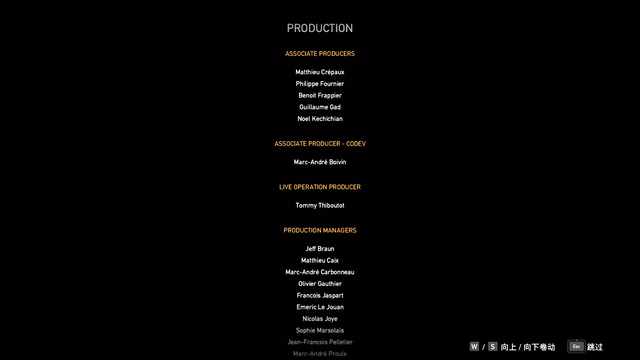 PRODUCTION
ASSOCIATE PRODUCERS
Matthieu Crépaux
Philippe Fournier
Benoit Frappier
Guillaume Gad
Noel Kechichian
ASSOCIATE PRODUCER - CODEV
Marc-André Boivin
LIVE OPERATION PRODUCER
Tommy Thiboutot
PRODUCTION MANAGERS
Jeff Braun
Matthieu Caix
Marc-André Carbonneau
Olivier Gauthier
Francois Jaspart
Emeric Le Jouan
Nicolas Joye
Sophie Marsolais
Jean-Francois Pelletier
Marc-André Proulx
W / S 向上 / 向下卷动 Esc 跳过